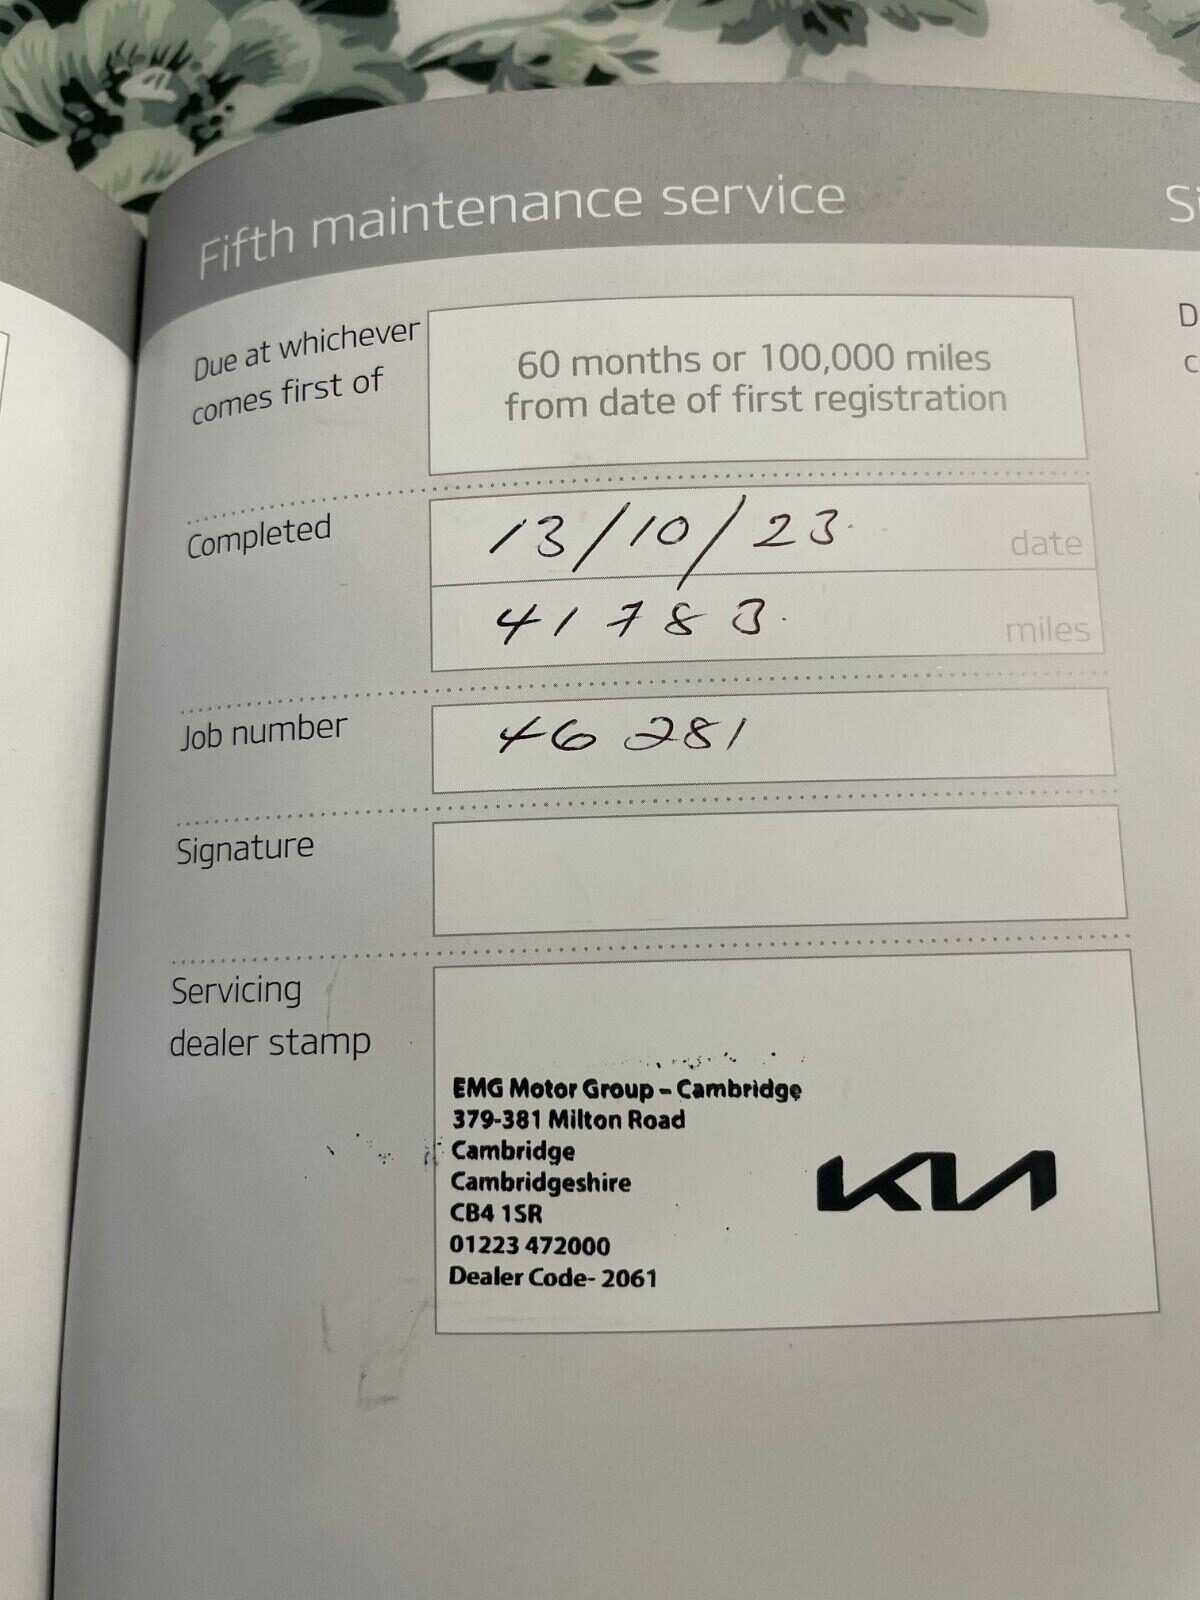 Fifth maintenance service
Si
Due at whichever
comes first of
60 months or 100,000 miles
from date of first registration
D
c
Completed
13/10/23
date
41783
miles
Job number
46281
Signature
Servicing
dealer stamp
EMG Motor Group - Cambridge
379-381 Milton Road
Cambridge
Cambridgeshire
CB4 1SR
01223 472000
Dealer Code- 2061
KIA